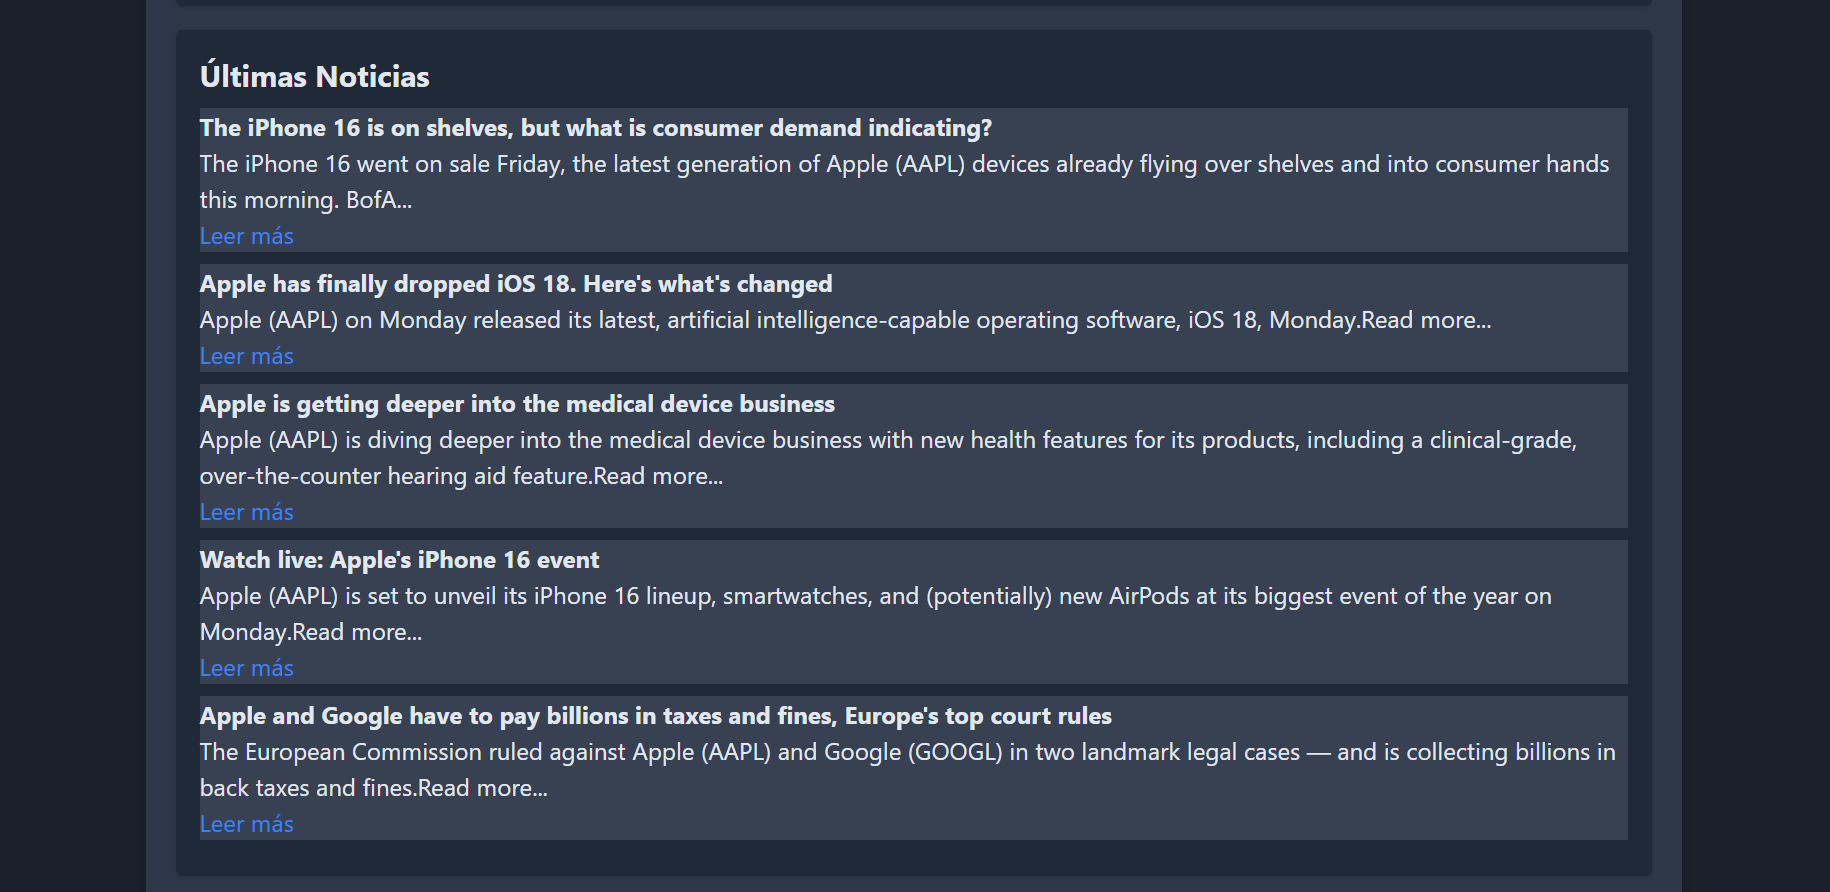 Últimas Noticias
The iPhone 16 is on shelves, but what is consumer demand indicating?
The iPhone 16 went on sale Friday, the latest generation of Apple (AAPL) devices already flying over shelves and into consumer hands
this morning. BofA...
Leer más
Apple has finally dropped iOS 18. Here's what's changed
Apple (AAPL) on Monday released its latest, artificial intelligence-capable operating software, iOS 18, Monday.Read more...
Leer más
Apple is getting deeper into the medical device business
Apple (AAPL) is diving deeper into the medical device business with new health features for its products, including a clinical-grade,
over-the-counter hearing aid feature.Read more...
Leer más
Watch live: Apple's iPhone 16 event
Apple (AAPL) is set to unveil its iPhone 16 lineup, smartwatches, and (potentially) new AirPods at its biggest event of the year on
Monday.Read more...
Leer más
Apple and Google have to pay billions in taxes and fines, Europe's top court rules
The European Commission ruled against Apple (AAPL) and Google (GOOGL) in two landmark legal cases — and is collecting billions in
back taxes and fines.Read more...
Leer más